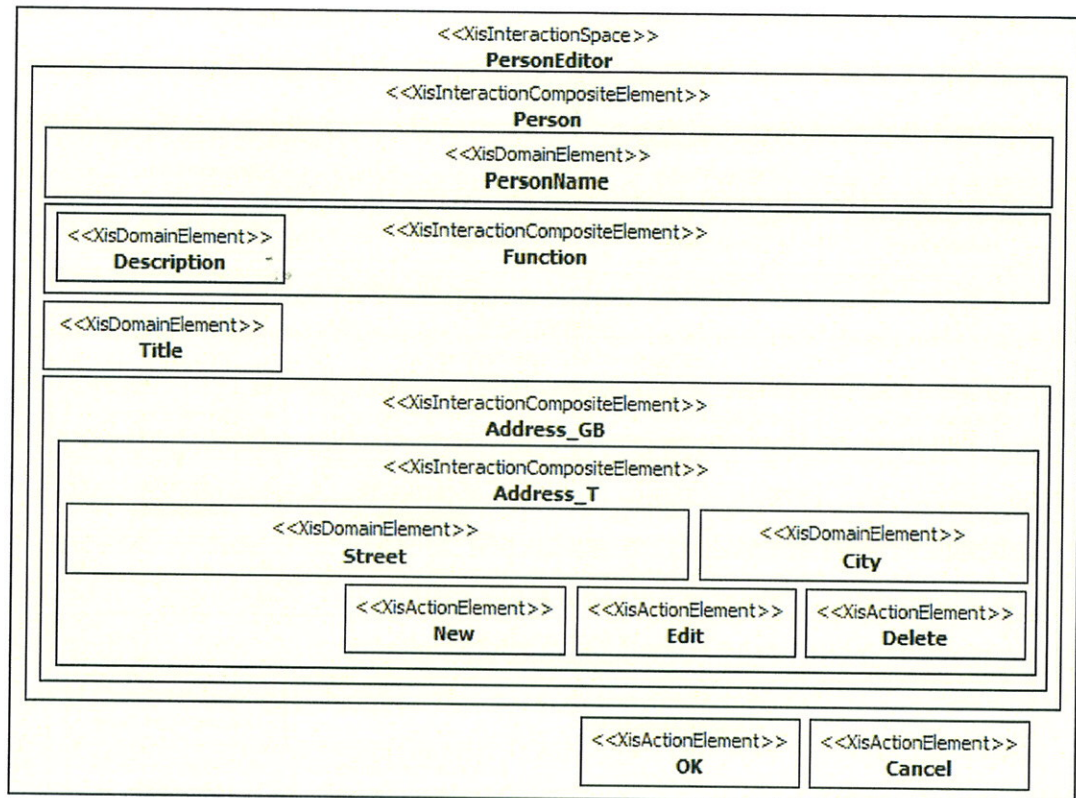 <<XisInteractionSpace>>
PersonEditor
<<XisInteractionCompositeElement>>
Person
<<XisDomainElement>>
PersonName
<<XisDomainElement>>
Description
<<XisInteractionCompositeElement>>
Function
<<XisDomainElement>>
Title
<<XisInteractionCompositeElement>>
Address_GB
<<XisInteractionCompositeElement>>
Address_T
<<XisDomainElement>>
Street
<<XisDomainElement>>
City
<<XisActionElement>>
New
<<XisActionElement>>
Edit
<<XisActionElement>>
Delete
<<XisActionElement>>
OK
<<XisActionElement>>
Cancel